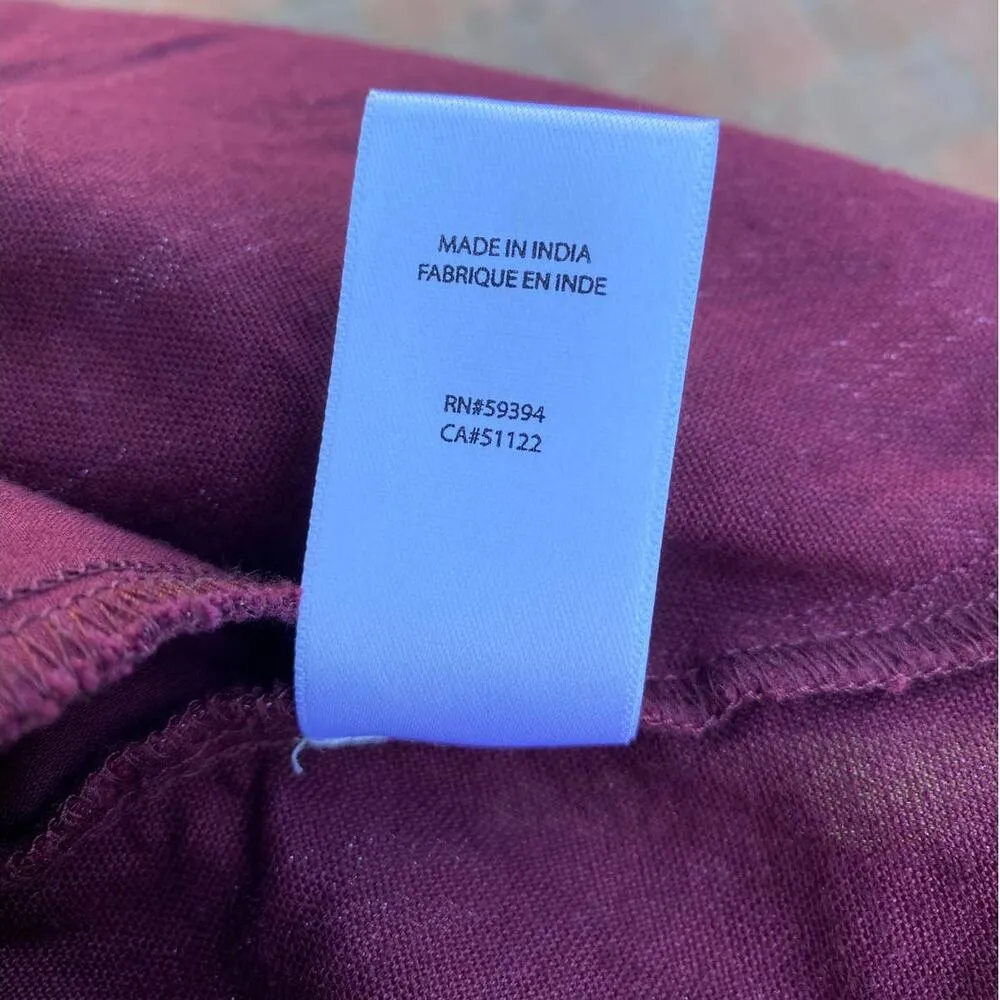 MADE IN INDIA
FABRIQUE EN INDE
RN#59394
CA#51122